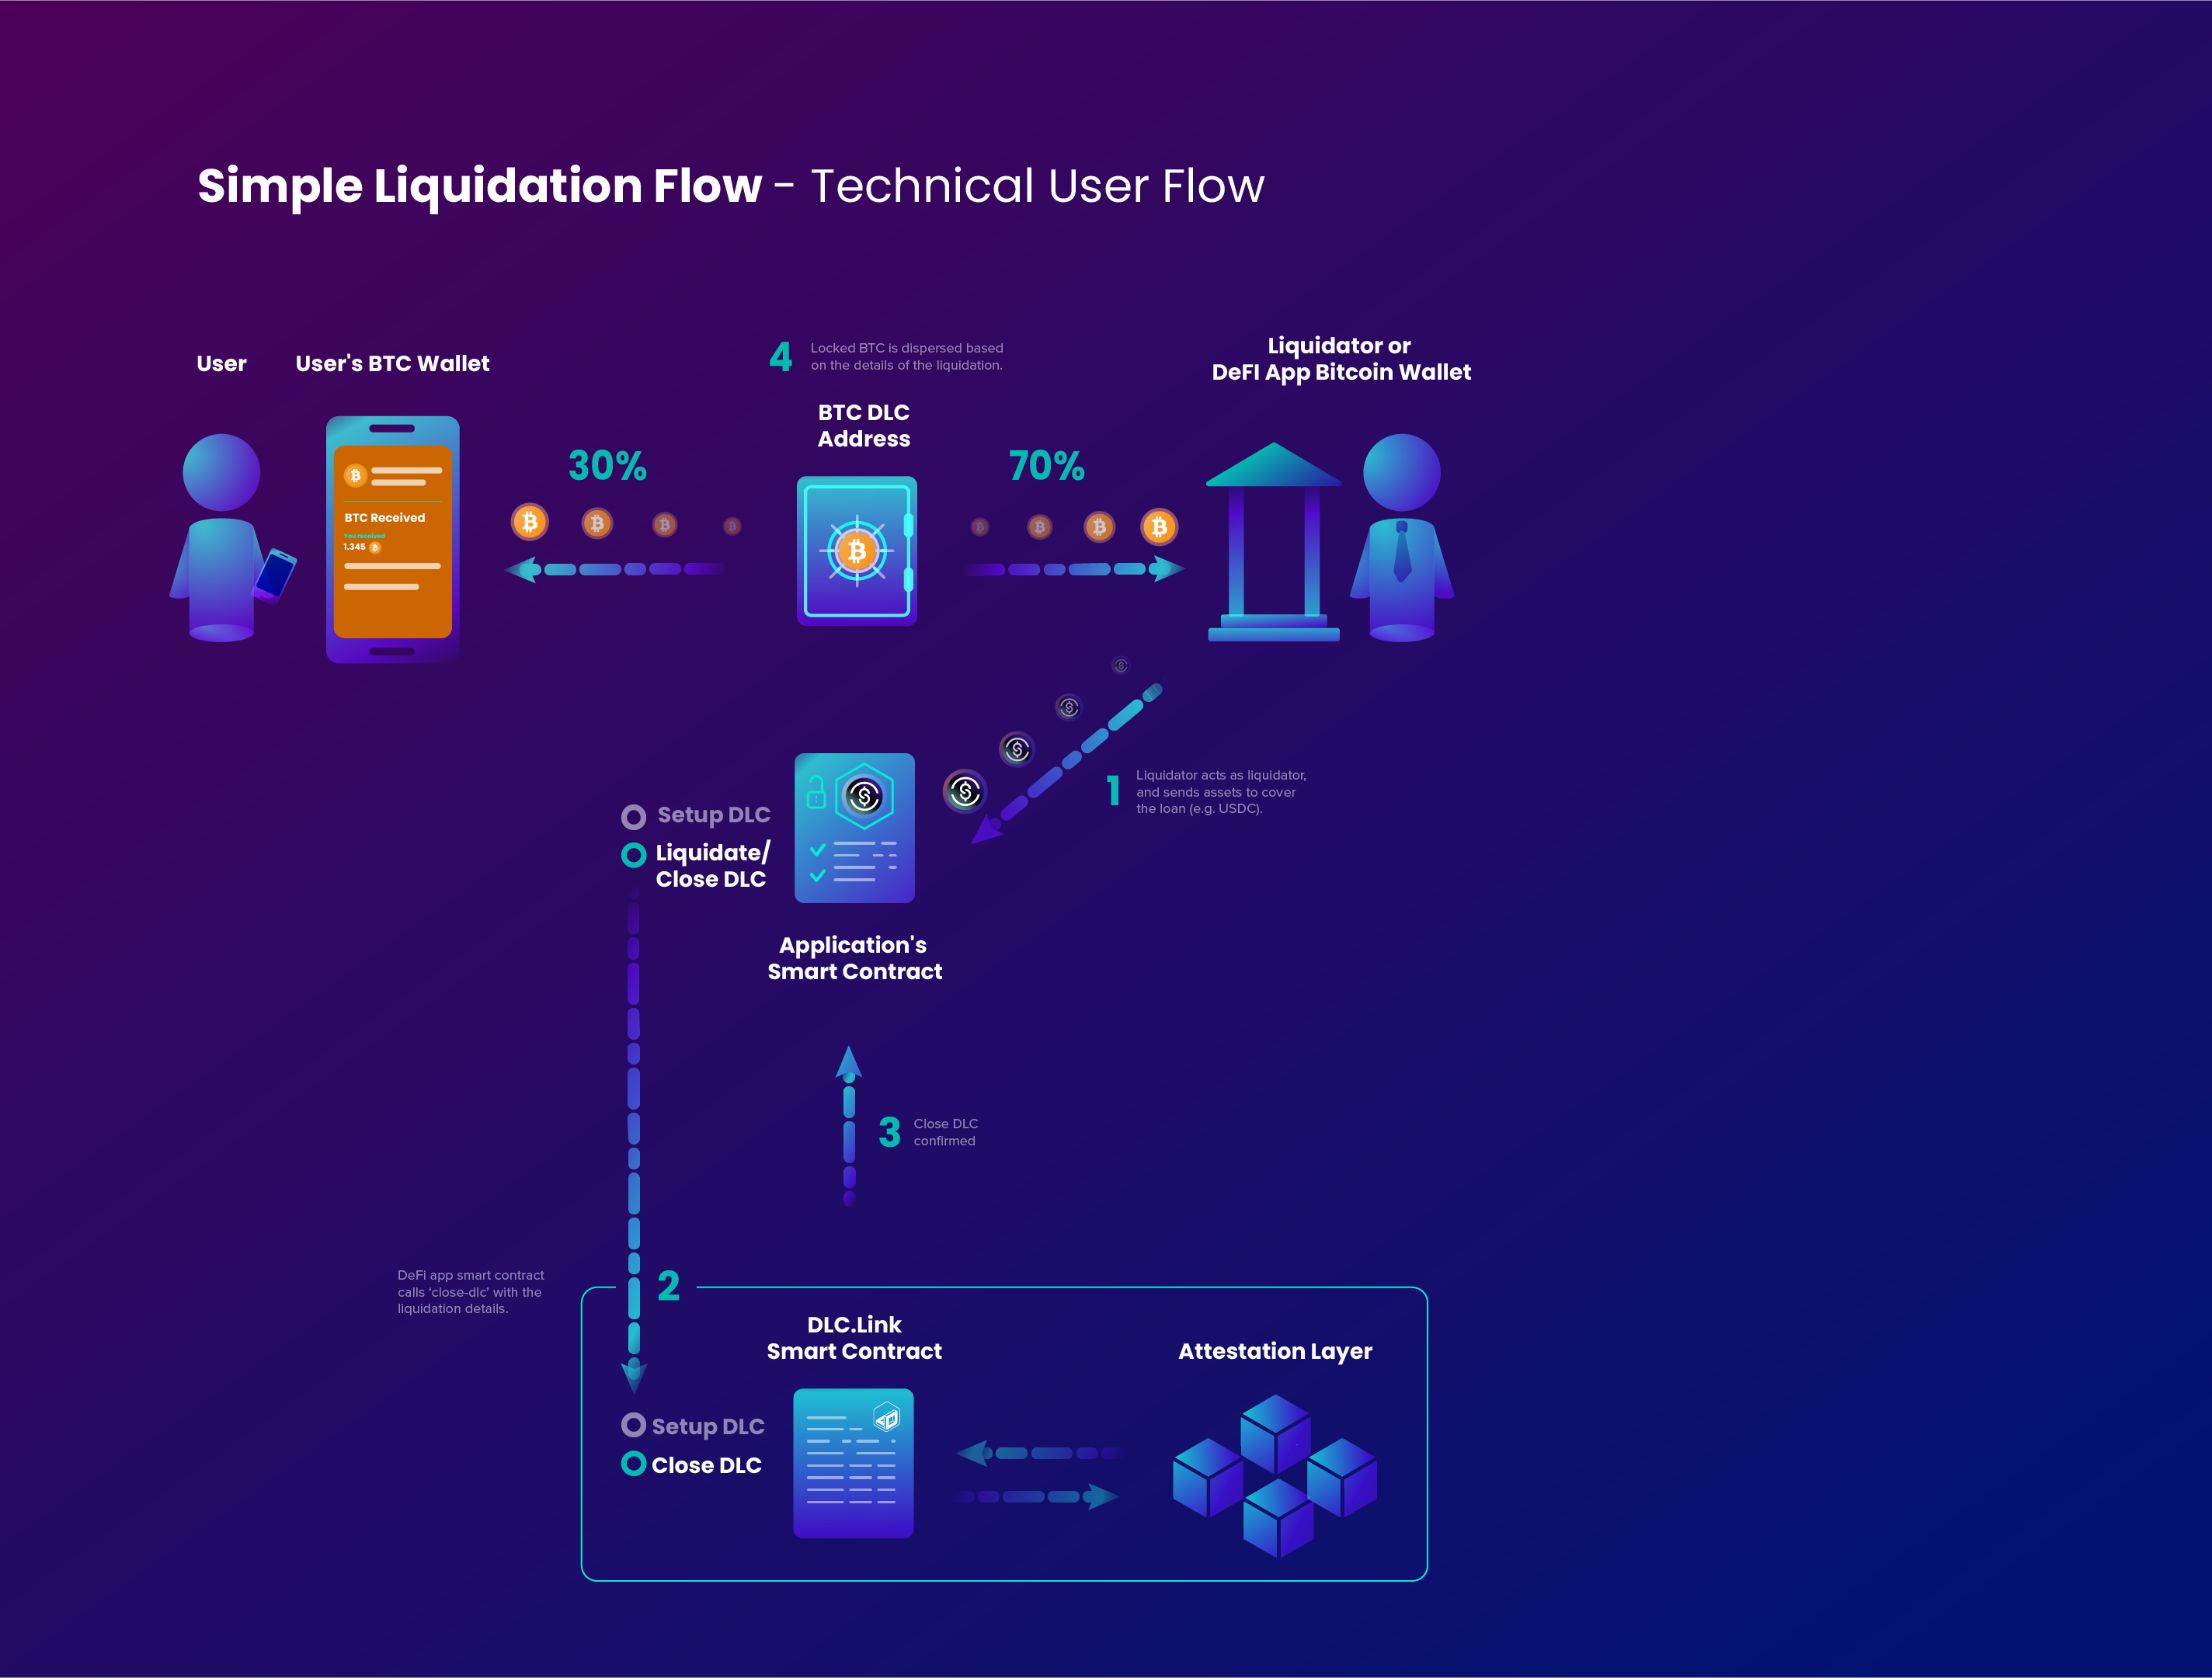 Simple Liquidation Flow - Technical User Flow
User
User's BTC Wallet
4
Locked BTC is dispersed based
on the details of the liquidation.
Liquidator or
DeFI App Bitcoin Wallet
BTC DLC
Address
30%
70%
BTC Received
You received
1.345
1
Liquidator acts as liquidator,
and sends assets to cover
the loan (e.g. USDC).
Setup DLC
Liquidate/
Close DLC
Application's
Smart Contract
3
Close DLC
confirmed
DeFi app smart contract
calls ‘close-dlc’ with the
liquidation details.
2
DLC.Link
Smart Contract
Attestation Layer
Setup DLC
Close DLC